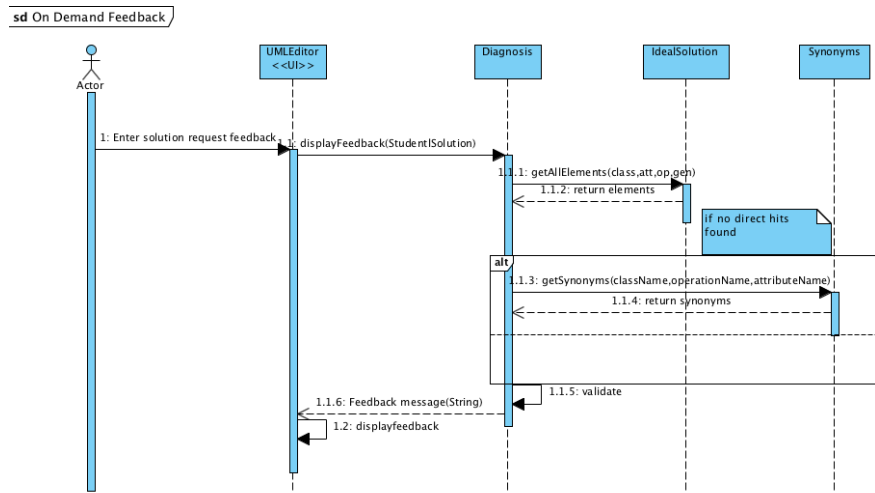 sd On Demand Feedback
Actor
UMLEditor
<<UI>>
Diagnosis
IdealSolution
Synonyms
1: Enter solution request feedback
1.1: displayFeedback(StudentlSolution)
1.1.1: getAllElements(class,att,op,gen)
1.1.2: return elements
if no direct hits
found
alt
1.1.3: getSynonyms(className,operationName,attributeName)
1.1.4: return synonyms
1.1.5: validate
1.1.6: Feedback message(String)
1.2: displayfeedback